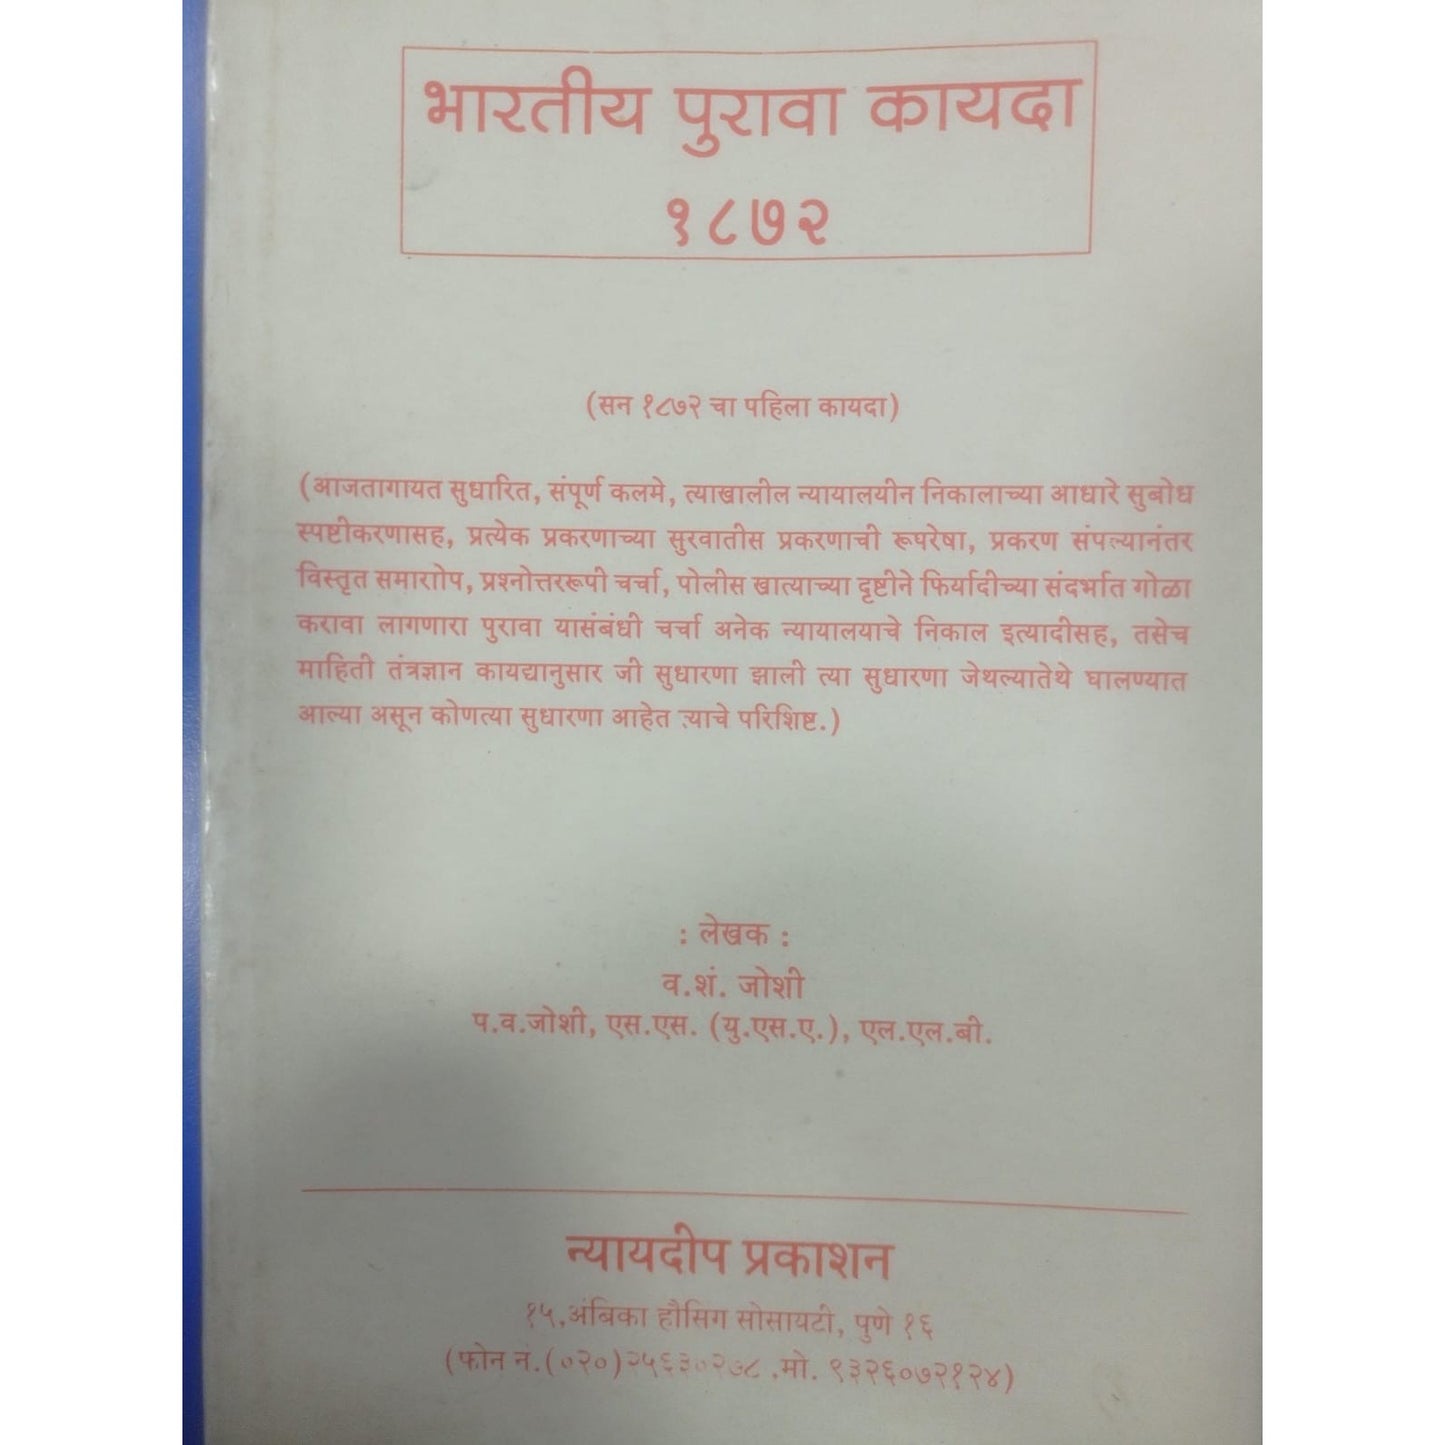 भारतीय पुरावा कायदा
१८७२
(सन १८७२ चा पहिला कायदा)
(आजतागायत सुधारित, संपूर्ण कलमे, त्याखालील न्यायालयीन निकालाच्या आधारे सुबोध
स्पष्टीकरणासह, प्रत्येक प्रकरणाच्या सुरवातीस प्रकरणाची रूपरेषा, प्रकरण संपल्यानंतर
विस्तृत समाराोप, प्रश्नोत्तररूपी चर्चा, पोलीस खात्याच्या दृष्टीने फिर्यादीच्या संदर्भात गोळा
करावा लागणारा पुरावा यासंबंधी चर्चा अनेक न्यायालयाचे निकाल इत्यादीसह, तसेच
माहिती तंत्रज्ञान कायद्यानुसार जी सुधारणा झाली त्या सुधारणा जेथल्यातेथे घालण्यात
आल्या असून कोणत्या सुधारणा आहेत त्याचे परिशिष्ट.)
: लेखक :
व.शं. जोशी
प.व.जोशी, एस.एस. (यु.एस.ए.), एल.एल.बी.
न्यायदीप प्रकाशन
१५,अंबिका हौसिग सोसायटी, पुणे १६
(फोन नं.(०२०)२५६३०२७८ .मो. ९३२६०७२१२४)